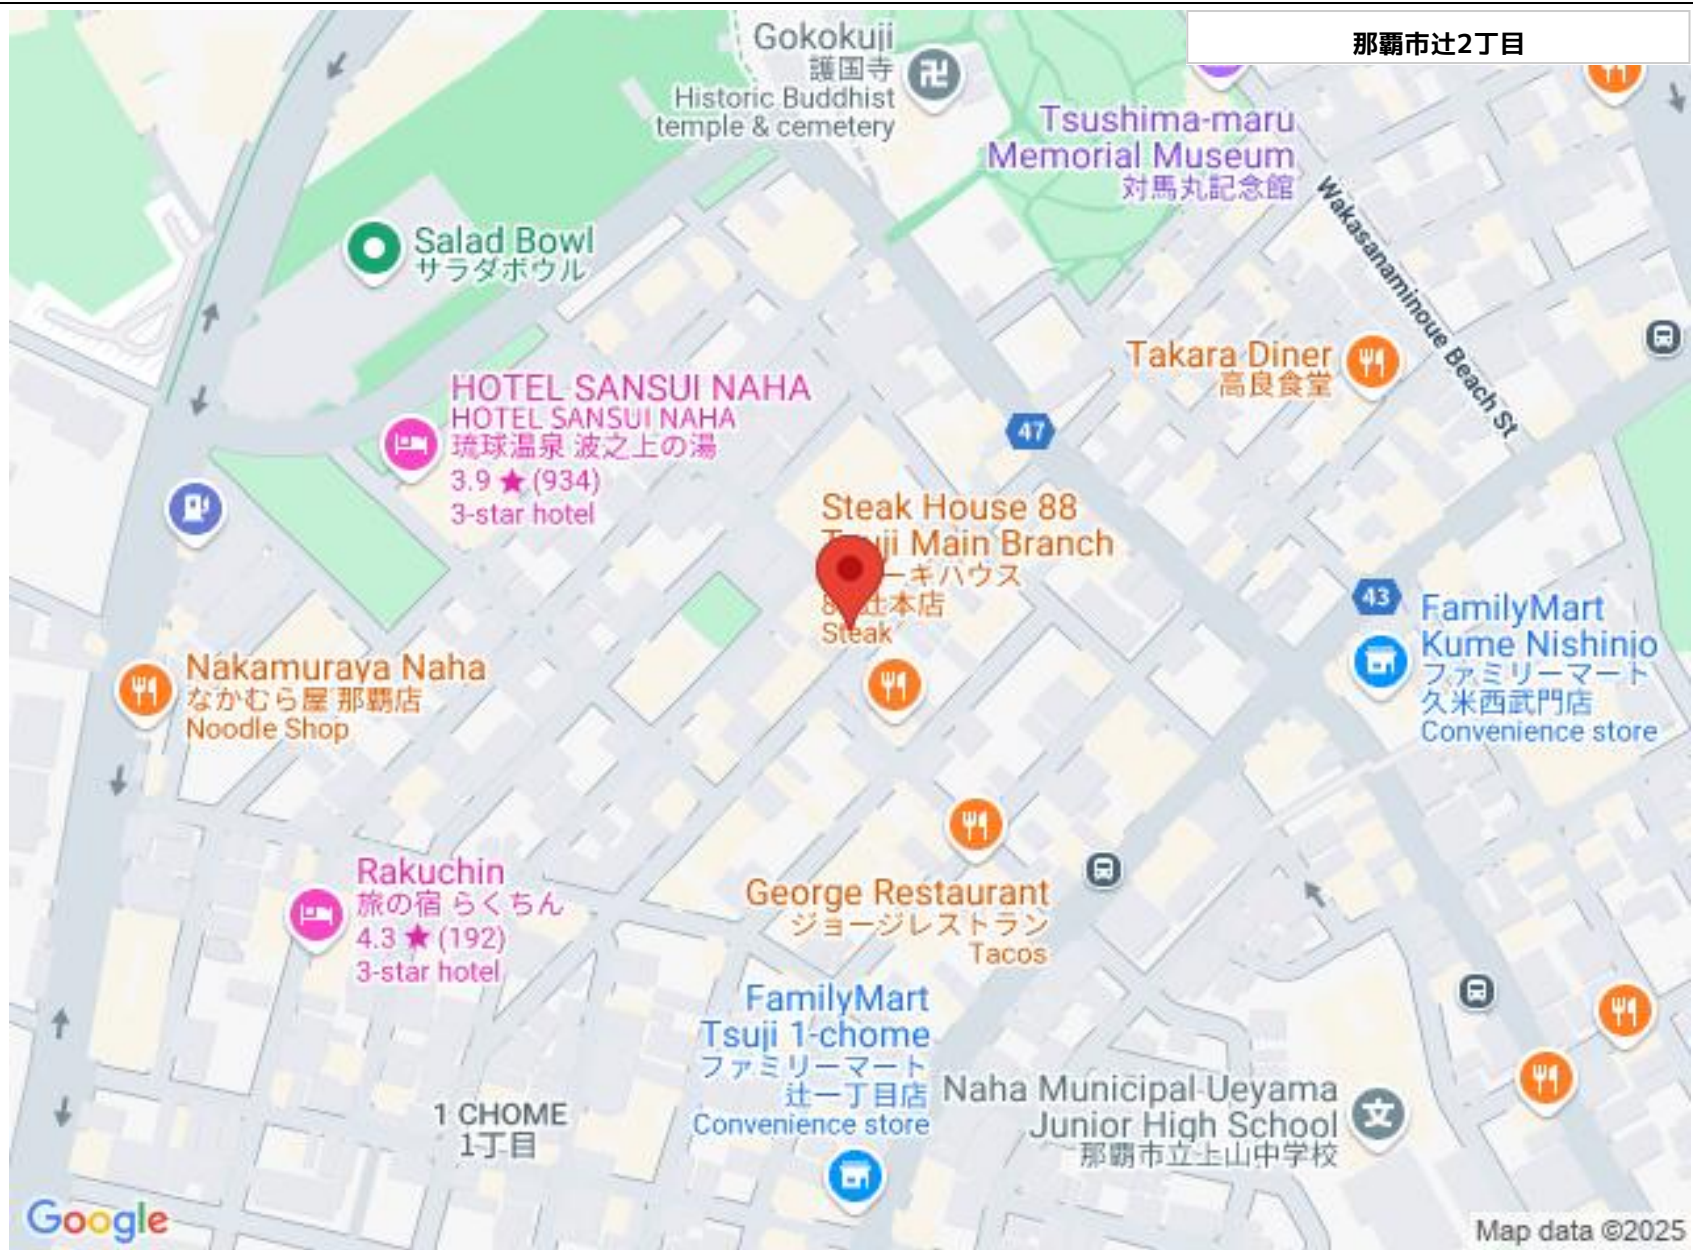 那覇市辻2丁目
Gokokuji
護国寺
Historic Buddhist
temple & cemetery
Tsushima-maru
Memorial Museum
対馬丸記念館
Wakasanaminoue Beach St
Salad Bowl
サラダボウル
Takara Diner
高良食堂
HOTEL SANSUI NAHA
HOTEL SANSUI NAHA
琉球温泉 波之上の湯
3.9 ★ (934)
3-star hotel
47
Steak House 88
Main Branch
ーキハウス
辻本店
Steak
43
FamilyMart
Kume Nishinjo
ファミリーマート
久米西武門店
Convenience store
Nakamuraya Naha
なかむら屋 那覇店
Noodle Shop
Rakuchin
旅の宿 らくちん
4.3 ★ (192)
3-star hotel
George Restaurant
ジョージレストラン
Tacos
FamilyMart
Tsuji 1-chome
ファミリーマート
辻一丁目店
Convenience store
Naha Municipal Ueyama
Junior High School
那覇市立上山中学校
文
1 CHOME
1丁目
Google
Map data ©2025